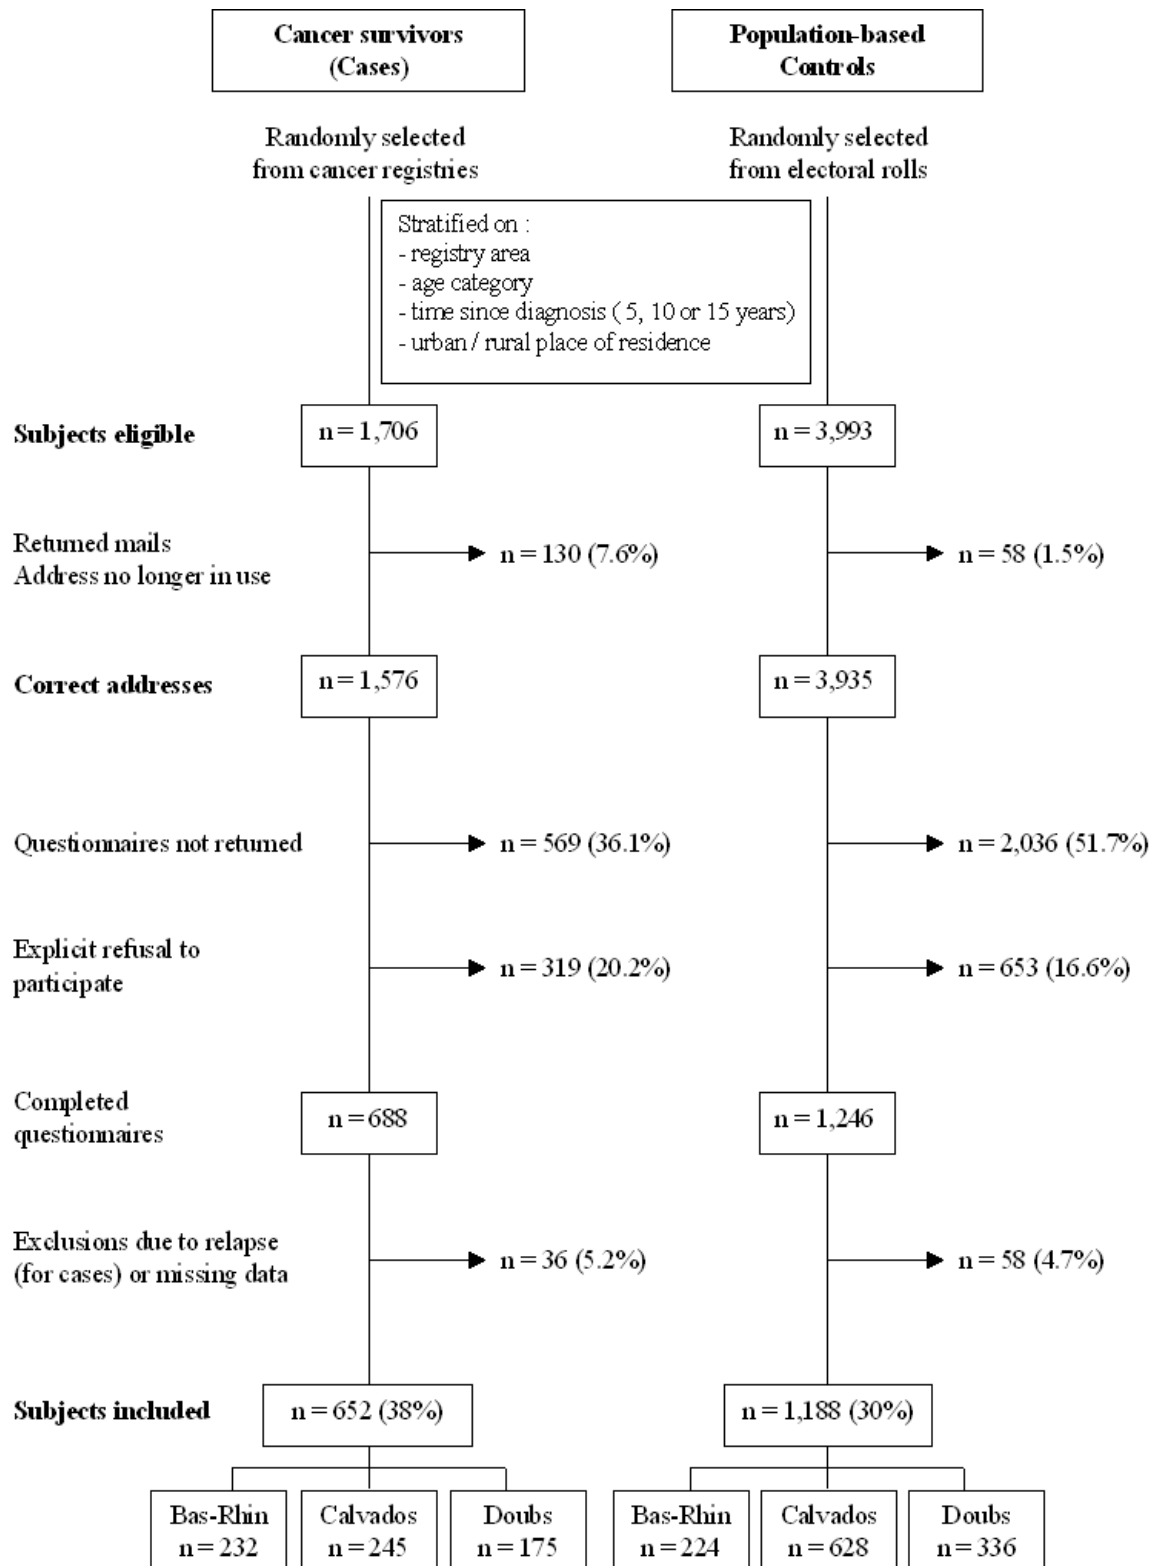 Cancer survivors
(Cases)
Population-based
Controls
Randomly selected
from cancer registries
Randomly selected
from electoral rolls
Stratified on :
- registry area
- age category
- time since diagnosis ( 5, 10 or 15 years)
- urban / rural place of residence
Subjects eligible
n = 1,706
n = 3,993
Returned mails
Address no longer in use
n = 130 (7.6%)
n = 58 (1.5%)
Correct addresses
n = 1,576
n = 3,935
Questionnaires not returned
n = 569 (36.1%)
n = 2,036 (51.7%)
Explicit refusal to
participate
n = 319 (20.2%)
n = 653 (16.6%)
Completed
questionnaires
n = 688
n = 1,246
Exclusions due to relapse
(for cases) or missing data
n = 36 (5.2%)
n = 58 (4.7%)
Subjects included
n = 652 (38%)
n = 1,188 (30%)
Bas-Rhin
n = 232
Calvados
n = 245
Doubs
n = 175
Bas-Rhin
n = 224
Calvados
n = 628
Doubs
n = 336